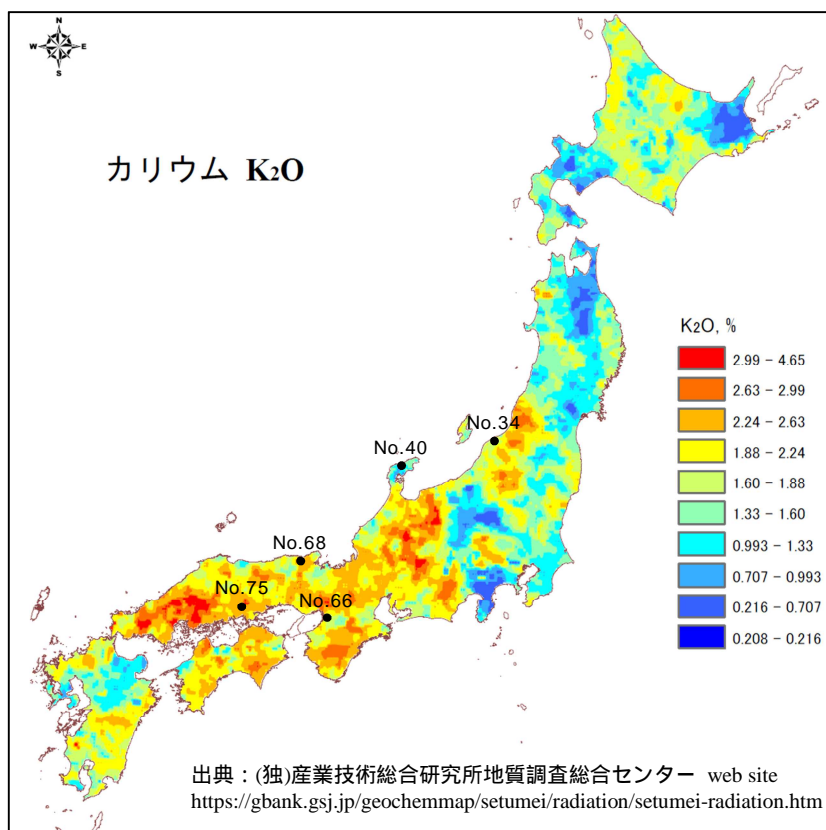 N
W E
S
カリウム K₂O
K₂O, %
2.99 - 4.65
2.63 - 2.99
2.24 - 2.63
1.88 - 2.24
1.60 - 1.88
1.33 - 1.60
0.993 - 1.33
0.707 - 0.993
0.216 - 0.707
0.208 - 0.216
No.34
No.40
No.68
No.75
No.66
出典：(独)産業技術総合研究所地質調査総合センター web site
https://gbank.gsj.jp/geochemmap/setumei/radiation/setumei-radiation.htm